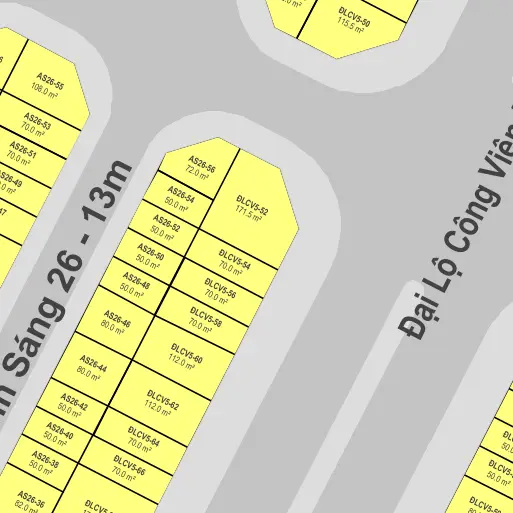 ĐLCV5-50
115.5 m²
AS26-55
108.0 m²
AS26-53
70.0 m²
AS26-51
70.0 m²
AS26-56
72.0 m²
AS26-54
50.0 m²
AS26-52
50.0 m²
AS26-50
50.0 m²
AS26-48
50.0 m²
AS26-46
80.0 m²
AS26-44
80.0 m²
AS26-42
50.0 m²
AS26-40
50.0 m²
AS26-38
50.0 m²
AS26-36
82.0 m²
ĐLCV5-52
171.5 m²
ĐLCV5-54
70.0 m²
ĐLCV5-56
70.0 m²
ĐLCV5-58
70.0 m²
ĐLCV5-60
112.0 m²
ĐLCV5-62
112.0 m²
ĐLCV5-64
70.0 m²
ĐLCV5-66
70.0 m²
Sáng 26 - 13m
Đại Lộ Công Viên